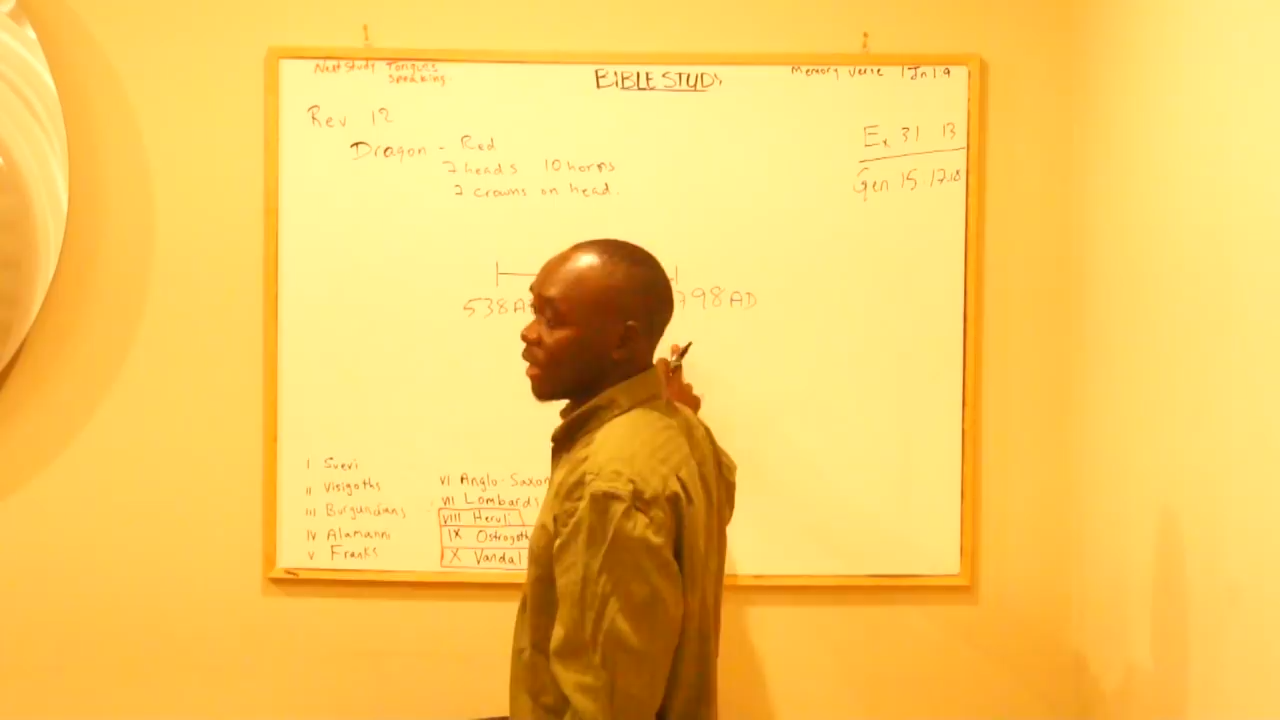 Next Study Tongues
Speaking
BIBLE STUDY
Memory Verse 1 Jn 1:9
Rev 12
Dragon - Red
7 heads 10 horns
7 crowns on head.
Ex 31 13
Gen 15:17,18
538 A
798 AD
I Sueri
II Visigoths
III Burgundians
IV Alamanni
V Franks
VI Anglo-Saxon
VII Lombards
VIII Heruli
IX Ostrogoth
X Vandal